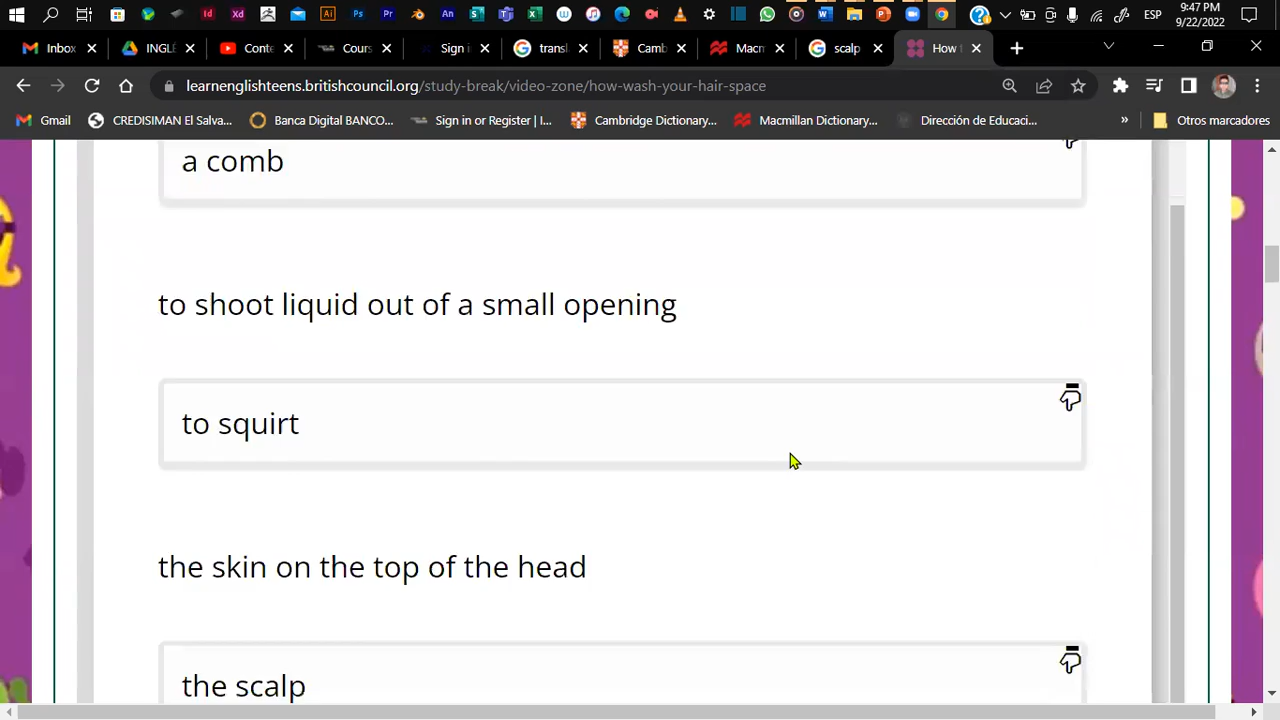 9:47 PM
ESP
9/22/2022
Inbox
INGLÉ
Conte
Cours
Sign i
transl
Camb
Macm
scalp
How t
learnenglishteens.britishcouncil.org/study-break/video-zone/how-wash-your-hair-space
Gmail
CREDISIMAN El Salva...
Banca Digital BANCO...
Sign in or Register | I...
Cambridge Dictionary...
Macmillan Dictionary...
Dirección de Educaci...
»
Otros marcadores
a comb
to shoot liquid out of a small opening
to squirt
the skin on the top of the head
the scalp